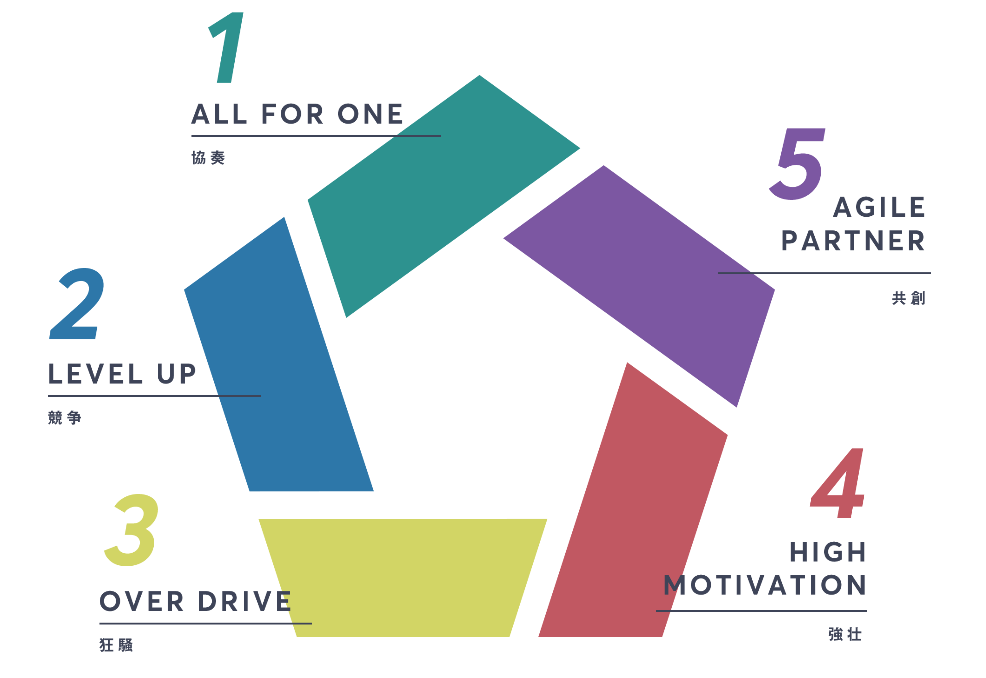 1
ALL FOR ONE
協奏
2
LEVEL UP
競争
3
OVER DRIVE
狂騒
4
HIGH
MOTIVATION
強壮
5
AGILE
PARTNER
共創